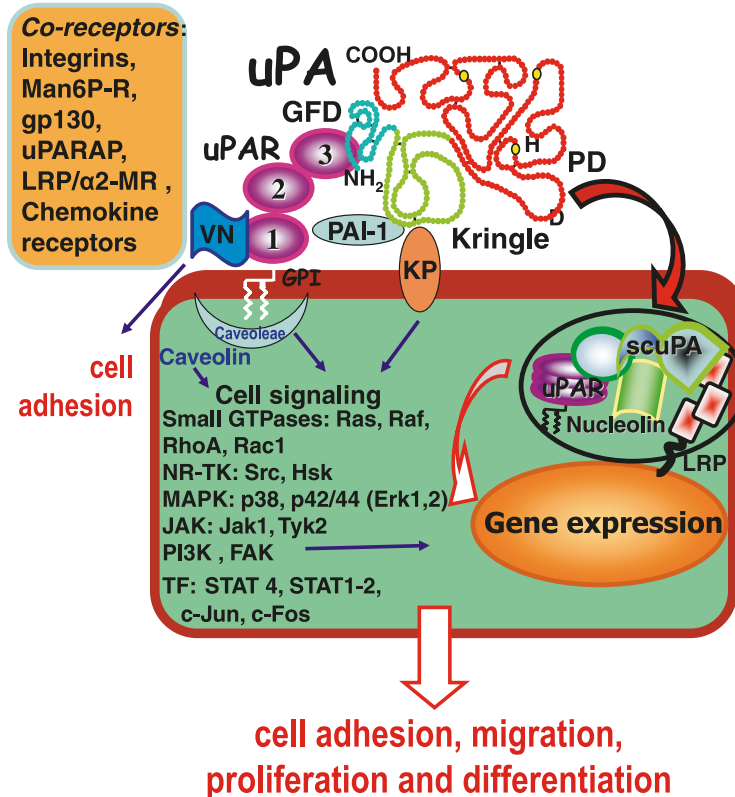 Co-receptors:
Integrins,
Man6P-R,
gp130,
uPARAP,
LRP/α2-MR ,
Chemokine
receptors
uPA
COOH
GFD
uPAR
3
2
1
NH2
H
PD
D
VN
PAI-1
Kringle
KP
GPI
Caveoleae
Caveolin
cell
adhesion
scuPA
uPAR
Nucleolin
LRP
Cell signaling
Small GTPases: Ras, Raf,
RhoA, Rac1
NR-TK: Src, Hsk
MAPK: p38, p42/44 (Erk1,2)
JAK: Jak1, Tyk2
PI3K , FAK
TF: STAT 4, STAT1-2,
c-Jun, c-Fos
Gene expression
cell adhesion, migration,
proliferation and differentiation